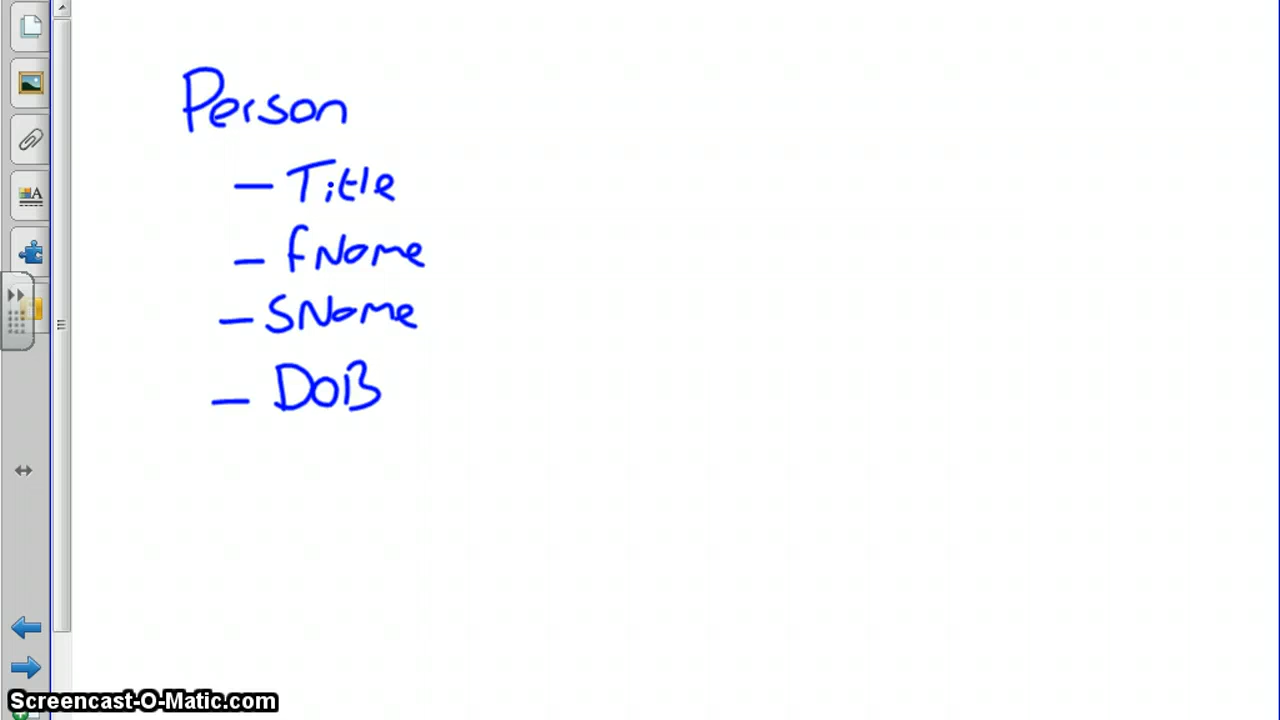 Person
- Title
- fName
- SName
- DoB
Screencast-O-Matic.com